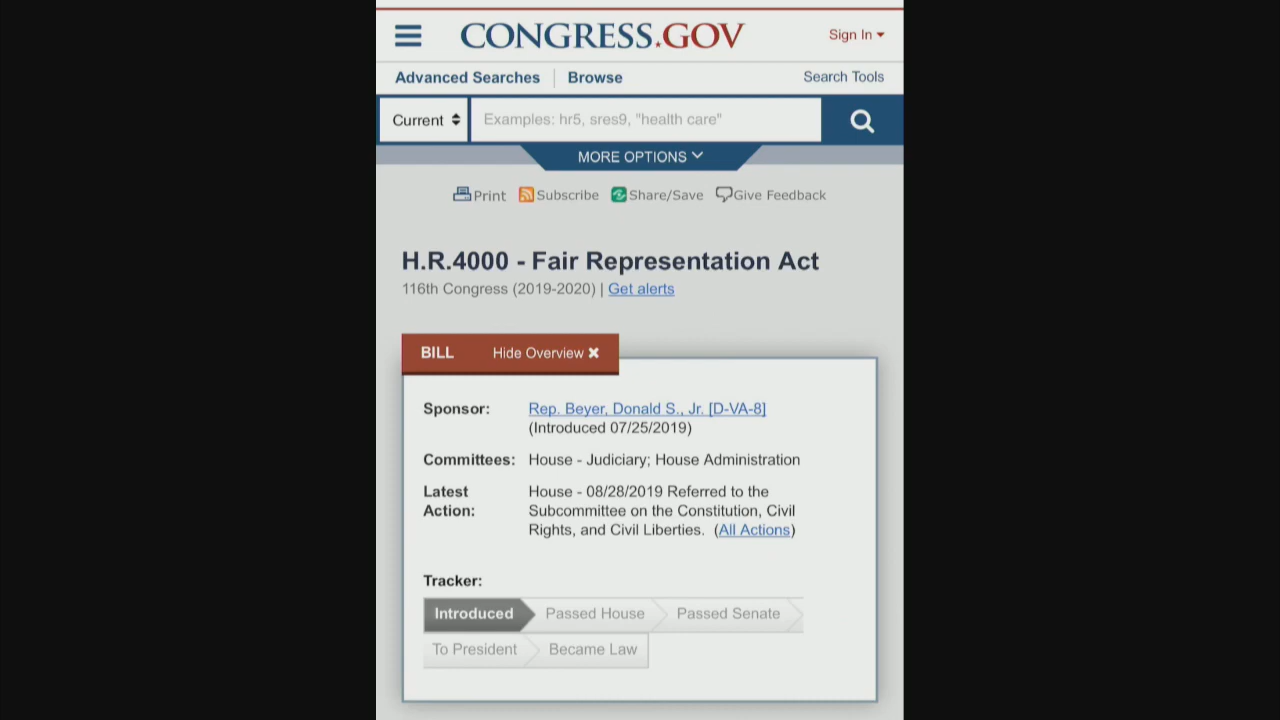 CONGRESS.GOV
Sign In
Advanced Searches Browse Search Tools
Current Examples: hr5, sres9, "health care"
MORE OPTIONS
Print Subscribe Share/Save Give Feedback
H.R.4000 - Fair Representation Act
116th Congress (2019-2020) | Get alerts
BILL Hide Overview ✖
Sponsor: Rep. Beyer, Donald S., Jr. [D-VA-8]
(Introduced 07/25/2019)
Committees: House - Judiciary; House Administration
Latest House - 08/28/2019 Referred to the
Action: Subcommittee on the Constitution, Civil
Rights, and Civil Liberties. (All Actions)
Tracker:
Introduced Passed House Passed Senate
To President Became Law